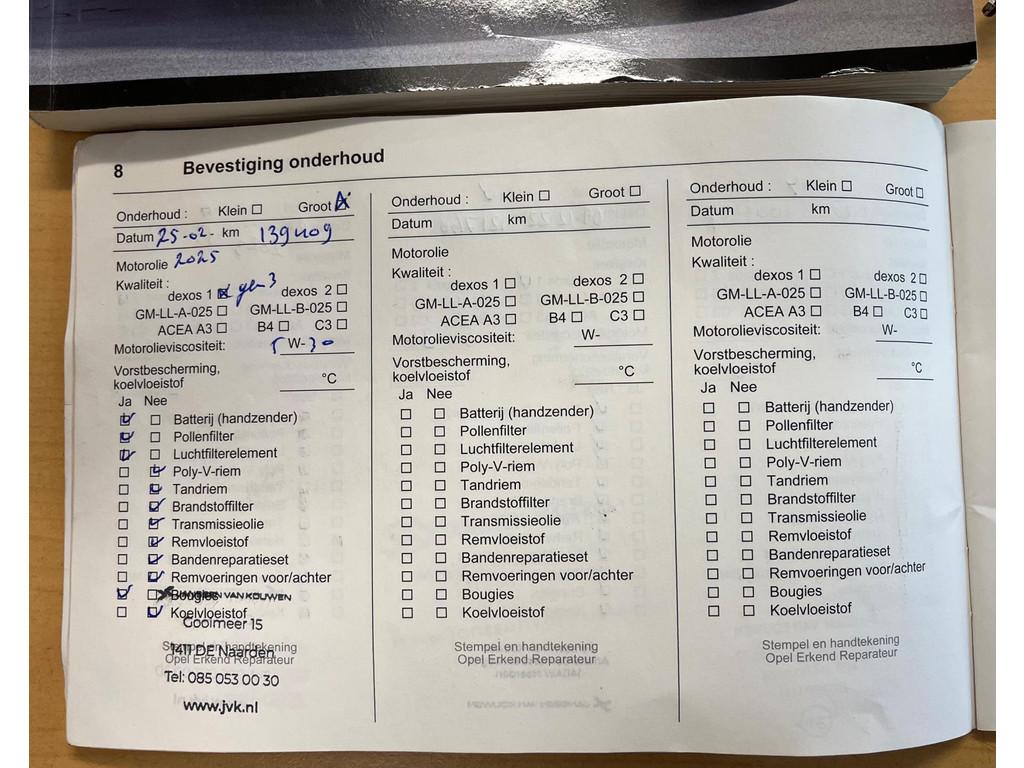 8 Bevestiging onderhoud
Onderhoud : Klein Groot
Datum 25-02- km 139409
Motorolie 2025
Kwaliteit :
dexos 1 gen 3 dexos 2
GM-LL-A-025 GM-LL-B-025
ACEA A3 B4 C3
Motorolieviscositeit: 5 W-30
Vorstbescherming,
koelvloeistof °C
Ja Nee
Batterij (handzender)
Pollenfilter
Luchtfilterelement
Poly-V-riem
Tandriem
Brandstoffilter
Transmissieolie
Remvloeistof
Bandenreparatieset
Remvoeringen voor/achter
Bougies VAN KOUWEN
Koelvloeistof
Gooimeer 15
Stempel en handtekening
1411 DE Naarden
Opel Erkend Reparateur
Tel: 085 053 00 30
www.jvk.nl
Onderhoud : Klein Groot
Datum km
Motorolie
Kwaliteit :
dexos 1 dexos 2
GM-LL-A-025 GM-LL-B-025
ACEA A3 B4 C3
Motorolieviscositeit: W-
Vorstbescherming,
koelvloeistof °C
Ja Nee
Batterij (handzender)
Pollenfilter
Luchtfilterelement
Poly-V-riem
Tandriem
Brandstoffilter
Transmissieolie
Remvloeistof
Bandenreparatieset
Remvoeringen voor/achter
Bougies
Koelvloeistof
Stempel en handtekening
Opel Erkend Reparateur
Onderhoud : Klein Groot
Datum km
Motorolie
Kwaliteit :
dexos 1 dexos 2
GM-LL-A-025 GM-LL-B-025
ACEA A3 B4 C3
Motorolieviscositeit: W-
Vorstbescherming,
koelvloeistof °C
Ja Nee
Batterij (handzender)
Pollenfilter
Luchtfilterelement
Poly-V-riem
Tandriem
Brandstoffilter
Transmissieolie
Remvloeistof
Bandenreparatieset
Remvoeringen voor/achter
Bougies
Koelvloeistof
Stempel en handtekening
Opel Erkend Reparateur